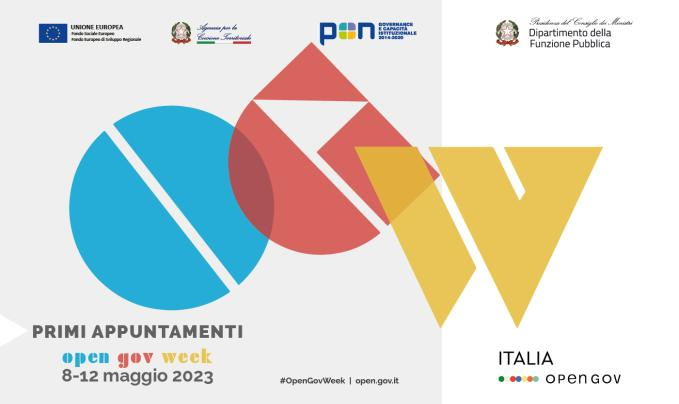 UNIONE EUROPEA
Fondo Sociale Europeo
Fondo Europeo di Sviluppo Regionale
Agenzia per la
Coesione Territoriale
pon
GOVERNANCE
E CAPACITÀ
ISTITUZIONALE
2014-2020
Presidenza del Consiglio dei Ministri
Dipartimento della
Funzione Pubblica
PRIMI APPUNTAMENTI
open gov week
8-12 maggio 2023
#OpenGovWeek | open.gov.it
ITALIA
OPEN GOV